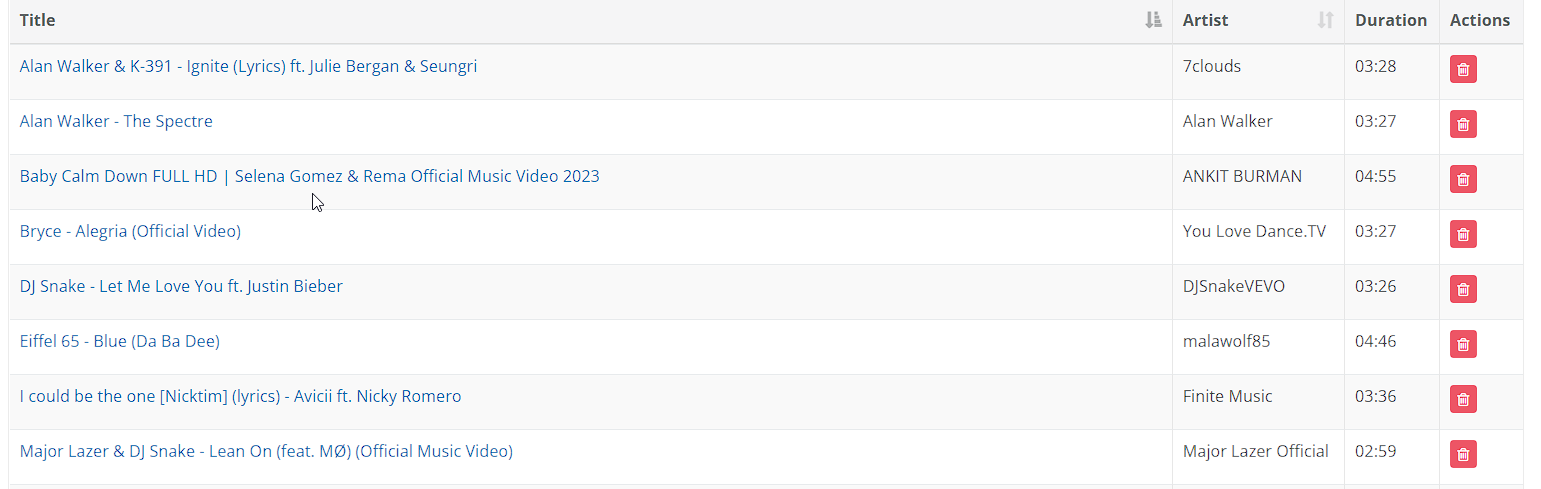 Title Artist Duration Actions
Alan Walker & K-391 - Ignite (Lyrics) ft. Julie Bergan & Seungri 7clouds 03:28
Alan Walker - The Spectre Alan Walker 03:27
Baby Calm Down FULL HD | Selena Gomez & Rema Official Music Video 2023 ANKIT BURMAN 04:55
Bryce - Alegria (Official Video) You Love Dance.TV 03:27
DJ Snake - Let Me Love You ft. Justin Bieber DJSnakeVEVO 03:26
Eiffel 65 - Blue (Da Ba Dee) malawolf85 04:46
I could be the one [Nicktim] (lyrics) - Avicii ft. Nicky Romero Finite Music 03:36
Major Lazer & DJ Snake - Lean On (feat. MØ) (Official Music Video) Major Lazer Official 02:59